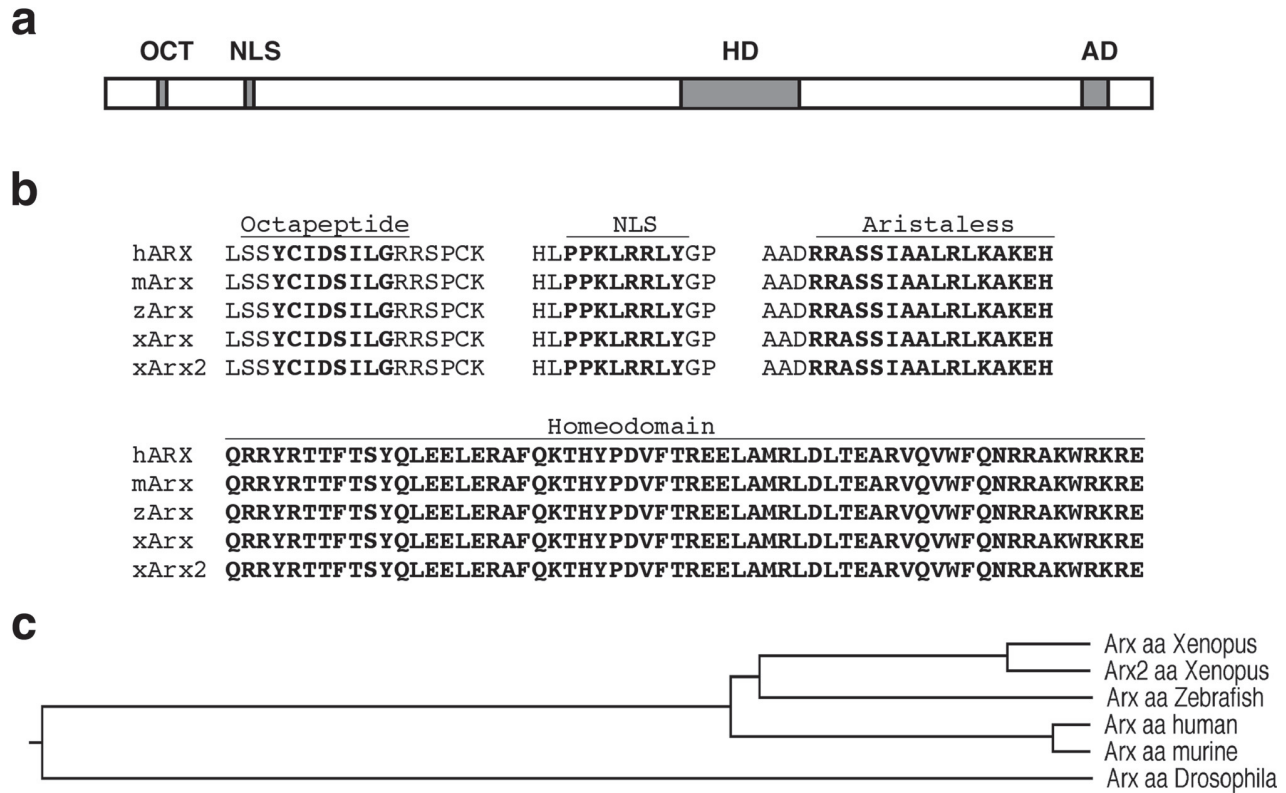 a
OCT NLS HD AD
b
Octapeptide NLS Aristaless
hARX LSSYCIDSILGRRSPCK HLPPKLRRLYGP AADRRASSIAALRLKAKEH
mArx LSSYCIDSILGRRSPCK HLPPKLRRLYGP AADRRASSIAALRLKAKEH
zArx LSSYCIDSILGRRSPCK HLPPKLRRLYGP AADRRASSIAALRLKAKEH
xArx LSSYCIDSILGRRSPCK HLPPKLRRLYGP AADRRASSIAALRLKAKEH
xArx2 LSSYCIDSILGRRSPCK HLPPKLRRLYGP AADRRASSIAALRLKAKEH
Homeodomain
hARX QRRYRTTFTSYQLEELERAFQKTHYPDVFTREELAMRLDLTEARVQVWFQNRRAKWRKRE
mArx QRRYRTTFTSYQLEELERAFQKTHYPDVFTREELAMRLDLTEARVQVWFQNRRAKWRKRE
zArx QRRYRTTFTSYQLEELERAFQKTHYPDVFTREELAMRLDLTEARVQVWFQNRRAKWRKRE
xArx QRRYRTTFTSYQLEELERAFQKTHYPDVFTREELAMRLDLTEARVQVWFQNRRAKWRKRE
xArx2 QRRYRTTFTSYQLEELERAFQKTHYPDVFTREELAMRLDLTEARVQVWFQNRRAKWRKRE
c
Arx aa Xenopus
Arx2 aa Xenopus
Arx aa Zebrafish
Arx aa human
Arx aa murine
Arx aa Drosophila